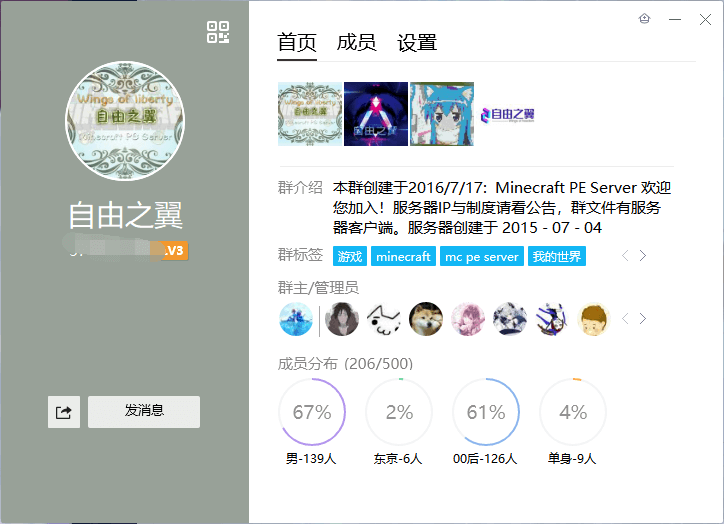 首页 成员 设置
Wings of liberty
自由之翼
Minecraft PE Server
自由之翼
自由之翼
自由之翼
.V3
发消息
群介绍 本群创建于2016/7/17：Minecraft PE Server 欢迎
您加入！服务器IP与制度请看公告，群文件有服务
器客户端。服务器创建于 2015 - 07 - 04
群标签 游戏 minecraft mc pe server 我的世界
群主/管理员
成员分布 (206/500)
67% 2% 61% 4%
男-139人 东京-6人 00后-126人 单身-9人